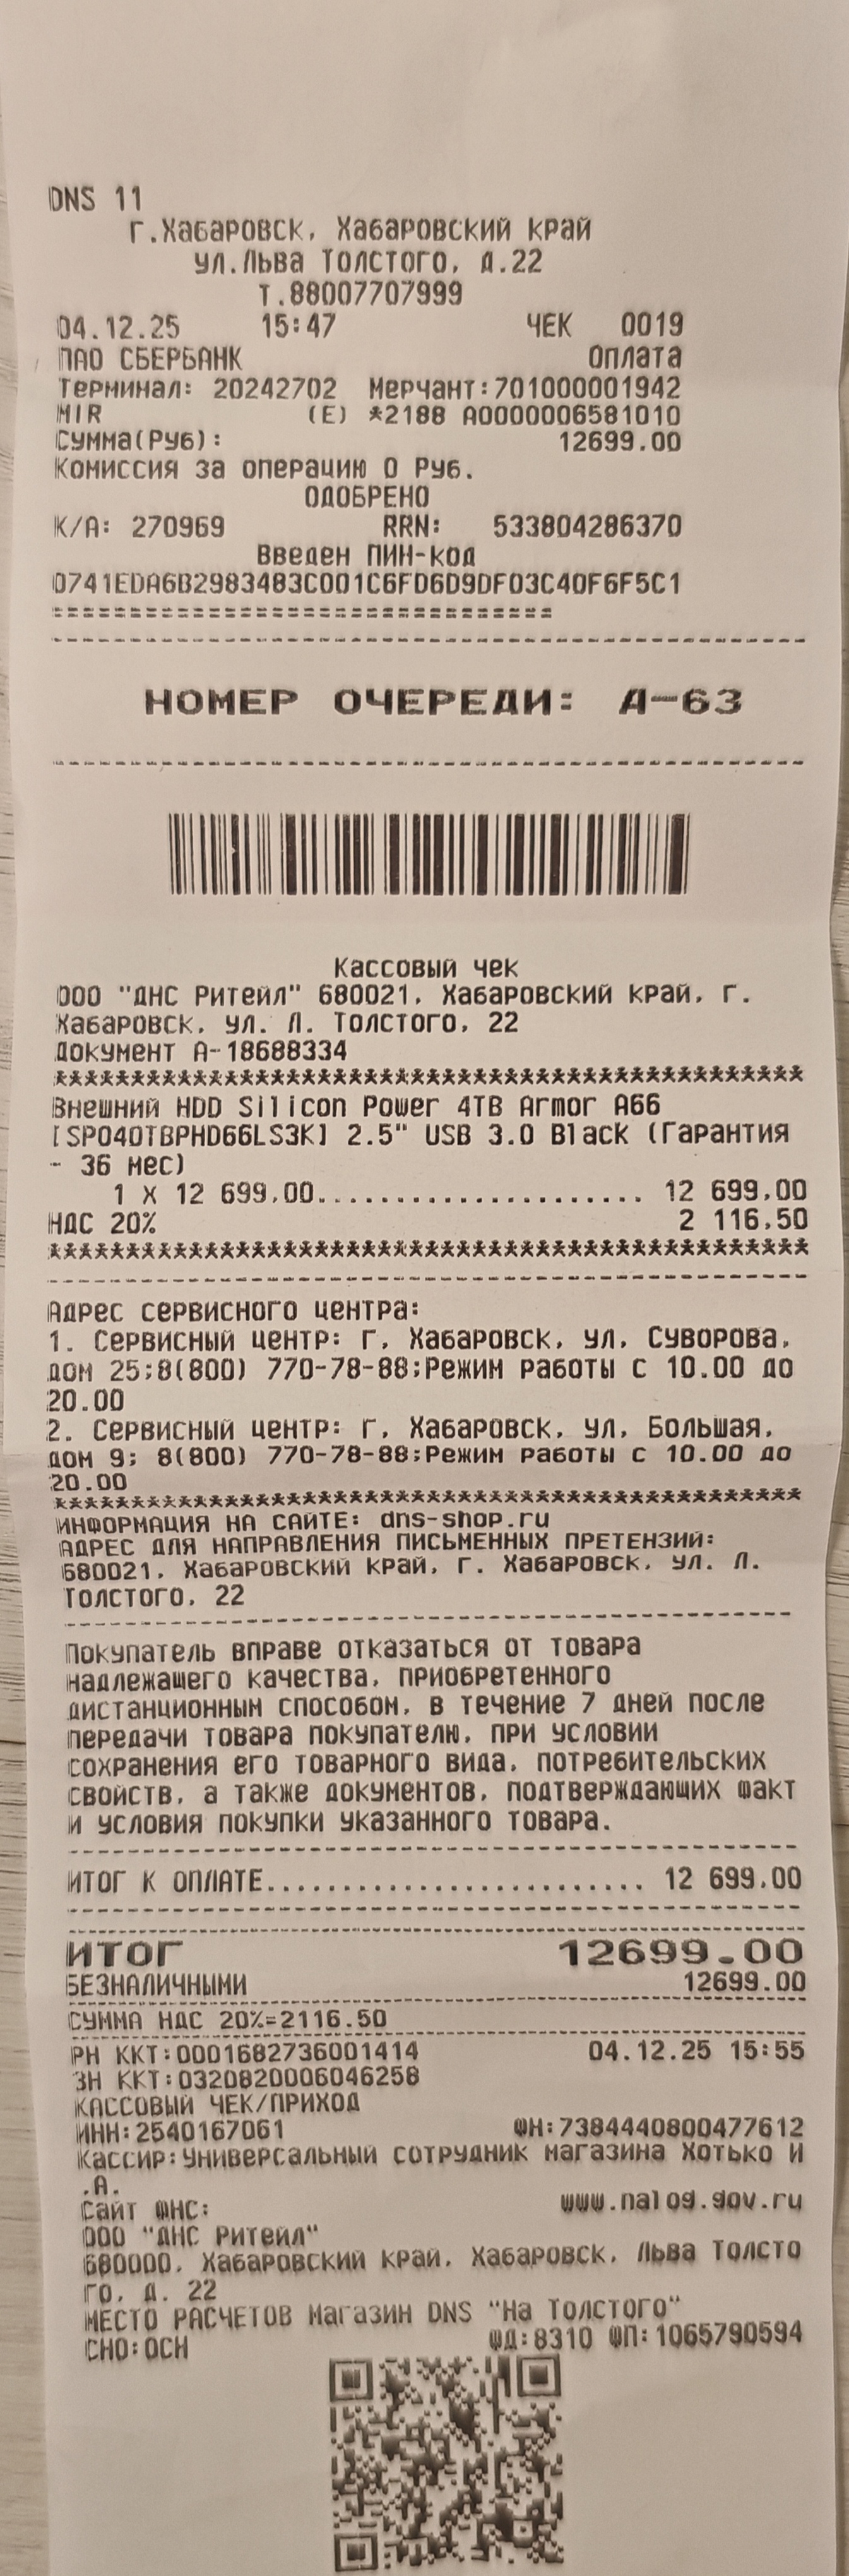 DNS 11
г.Хабаровск, Хабаровский край
ул.Льва Толстого, д.22
т.88007707999
04.12.25 15:47 ЧЕК 0019
ПАО СБЕРБАНК Оплата
Терминал: 20242702 Мерчант:701000001942
MIR (E) *2188 A0000006581010
Сумма(Руб): 12699.00
Комиссия за операцию 0 Руб.
ОДОБРЕНО
К/А: 270969 RRN: 533804286370
Введен ПИН-код
0741EDA6B2983483C001C6FD6D9DF03C40F6F5C1
================================
НОМЕР ОЧЕРЕДИ: А-63
Кассовый чек
ООО "ДНС Ритейл" 680021, Хабаровский край, г.
Хабаровск, ул. Л. Толстого, 22
Документ А-18688334
Внешний HDD Silicon Power 4TB Armor A66
[SP040TBPHD66LS3K] 2.5" USB 3.0 Black (Гарантия
- 36 мес)
1 X 12 699,00...................... 12 699,00
НДС 20% 2 116,50
Адрес сервисного центра:
1. Сервисный центр: г. Хабаровск, ул. Суворова,
дом 25;8(800) 770-78-88;Режим работы с 10.00 до
20.00
2. Сервисный центр: г. Хабаровск, ул. Большая,
дом 9; 8(800) 770-78-88;Режим работы с 10.00 до
20.00
ИНФОРМАЦИЯ НА САЙТЕ: dns-shop.ru
АДРЕС ДЛЯ НАПРАВЛЕНИЯ ПИСЬМЕННЫХ ПРЕТЕНЗИЙ:
680021, Хабаровский край, г. Хабаровск, ул. Л.
Толстого, 22
Покупатель вправе отказаться от товара
надлежащего качества, приобретенного
дистанционным способом, в течение 7 дней после
передачи товара покупателю, при условии
сохранения его товарного вида, потребительских
свойств, а также документов, подтверждающих факт
и условия покупки указанного товара.
ИТОГ К ОПЛАТЕ......................... 12 699,00
ИТОГ 12699.00
БЕЗНАЛИЧНЫМИ 12699.00
СУММА НДС 20%=2116.50
РН ККТ:0001682736001414 04.12.25 15:55
ЗН ККТ:0320820006046258
КАССОВЫЙ ЧЕК/ПРИХОД
ИНН:2540167061 ФН:7384440800477612
Кассир:Универсальный сотрудник магазина Хотько И
.А.
Сайт ФНС: www.nalog.gov.ru
ООО "ДНС Ритейл"
680000, Хабаровский край, Хабаровск, Льва Толсто
го, д. 22
МЕСТО РАСЧЕТОВ Магазин DNS "На Толстого"
СНО:ОСН ФД:8310 ФП:1065790594